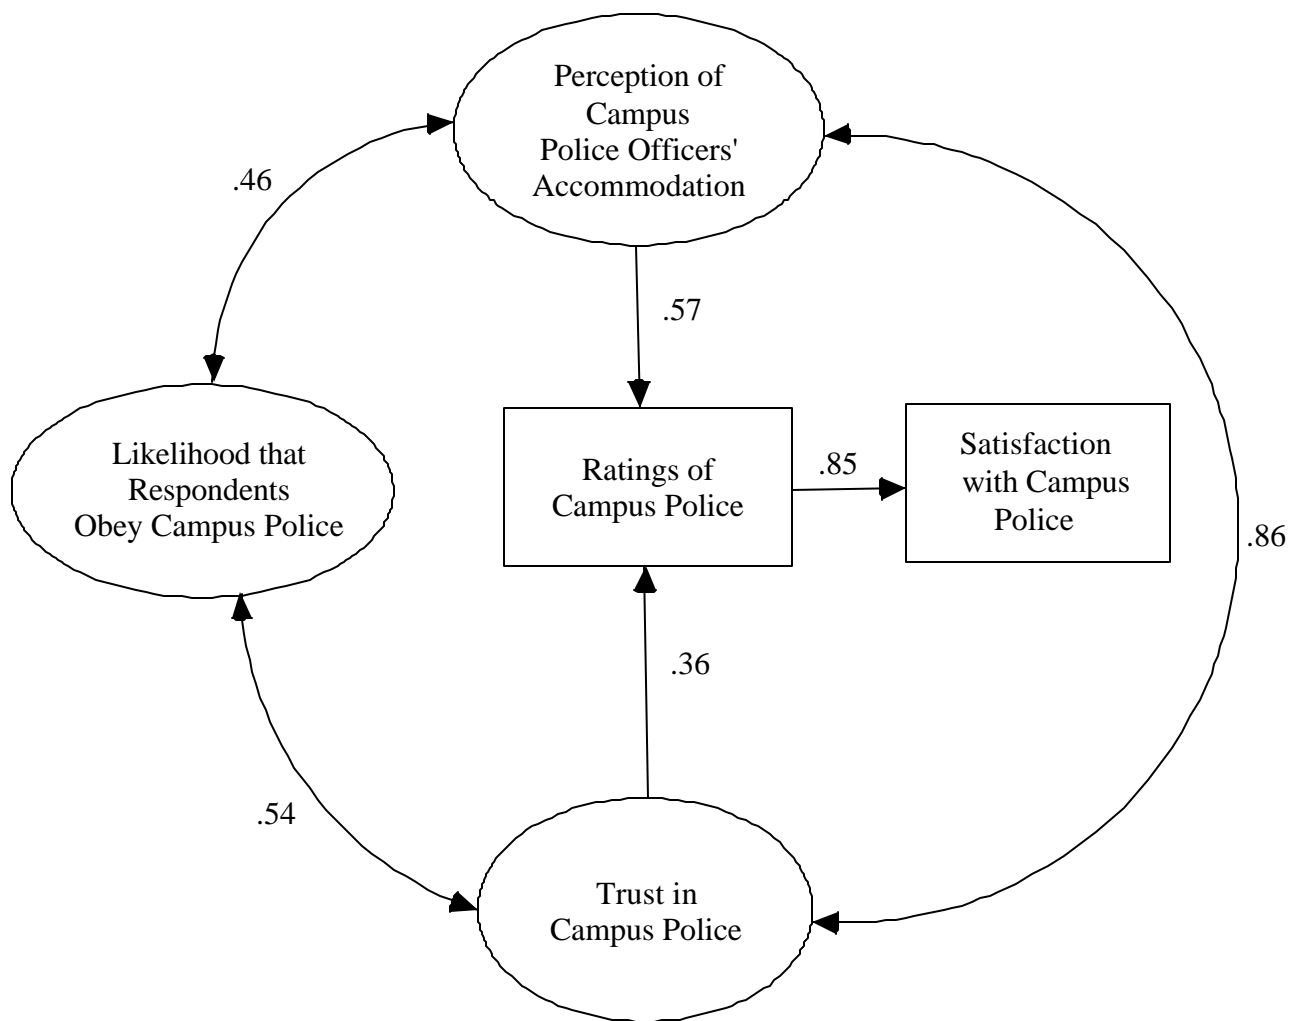 Perception of
Campus
Police Officers'
Accommodation
.46
.57
Likelihood that
Respondents
Obey Campus Police
Ratings of
Campus Police
.85
Satisfaction
with Campus
Police
.86
.36
.54
Trust in
Campus Police